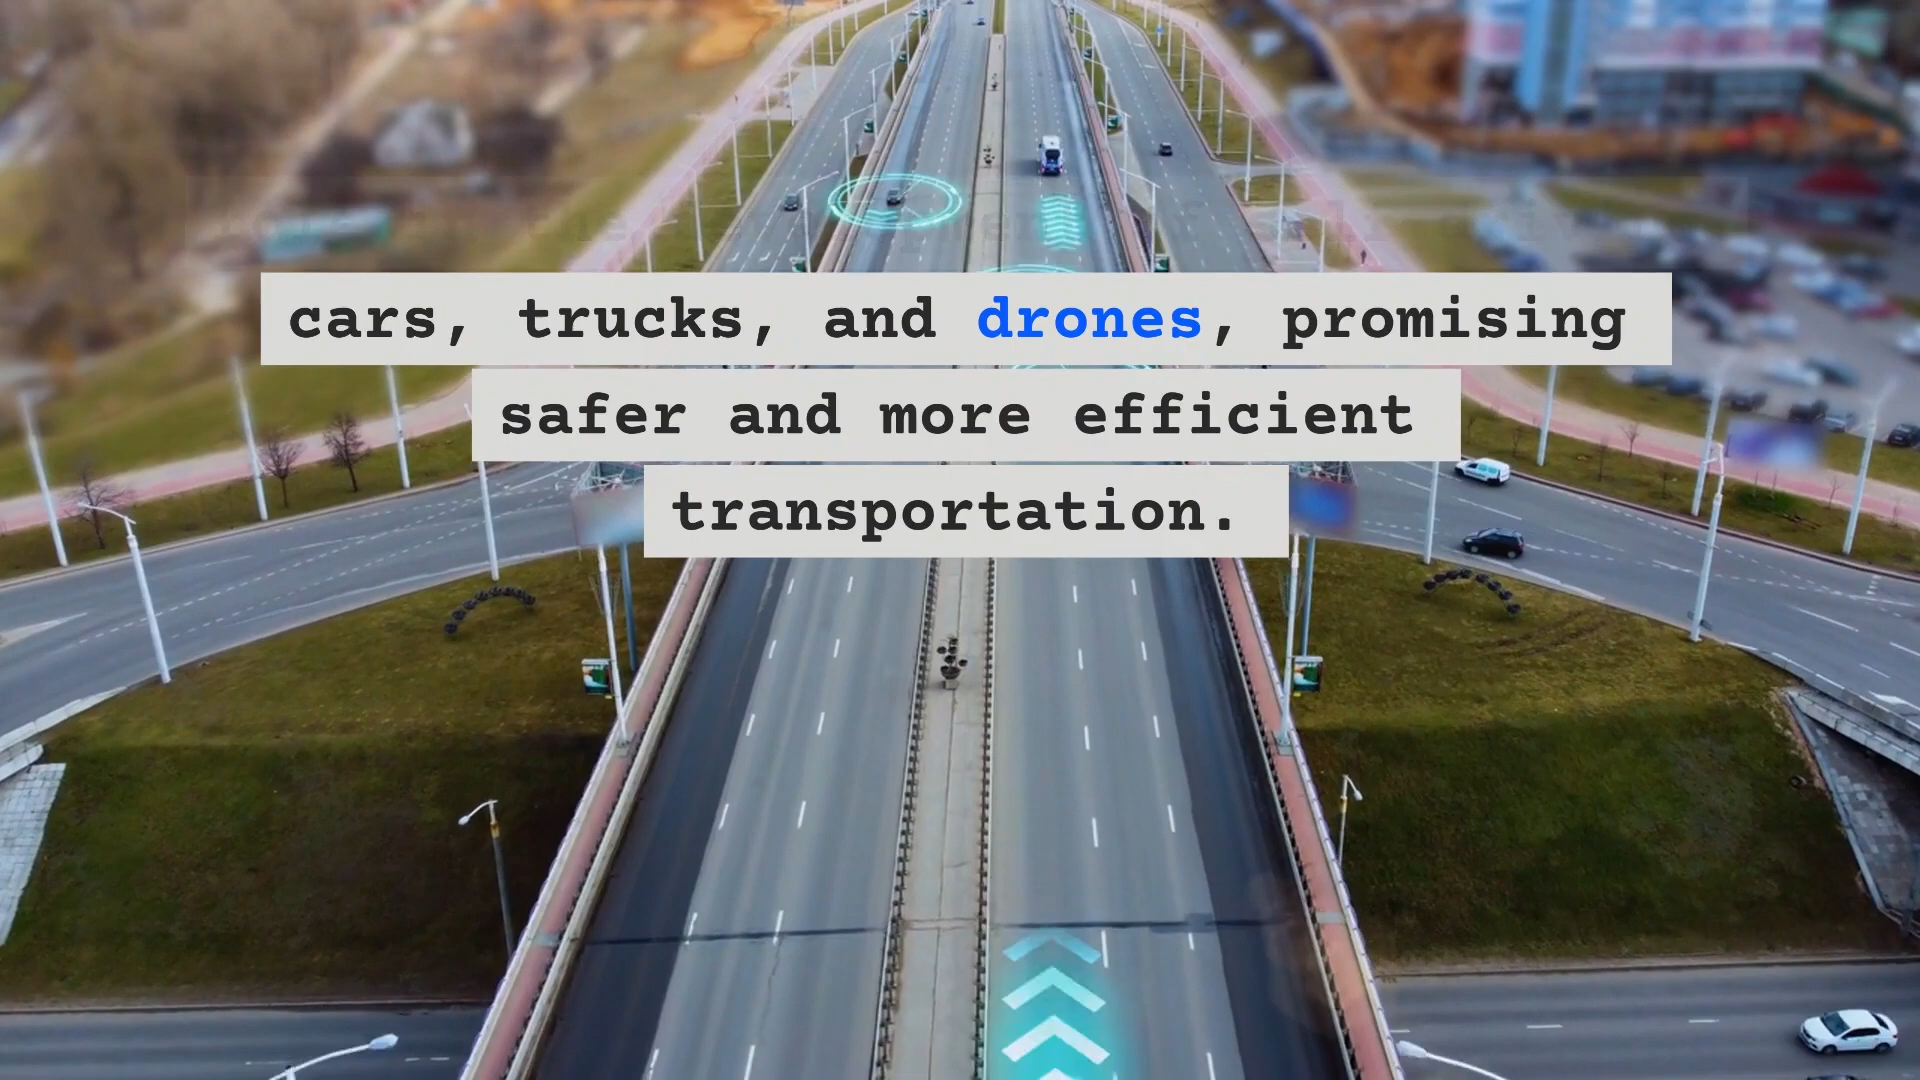 cars, trucks, and drones, promising
safer and more efficient
transportation.